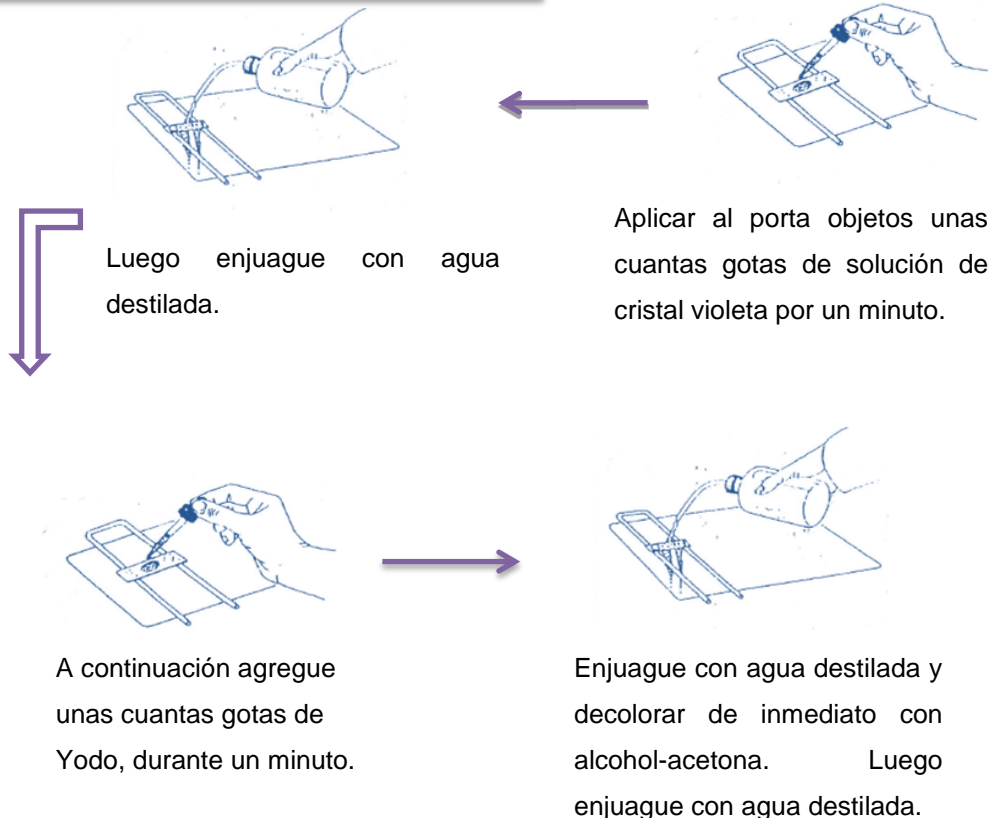 Aplicar al porta objetos unas
cuantas gotas de solución de
cristal violeta por un minuto.
Luego enjuague con agua
destilada.
A continuación agregue
unas cuantas gotas de
Yodo, durante un minuto.
Enjuague con agua destilada y
decolorar de inmediato con
alcohol-acetona. Luego
enjuague con agua destilada.